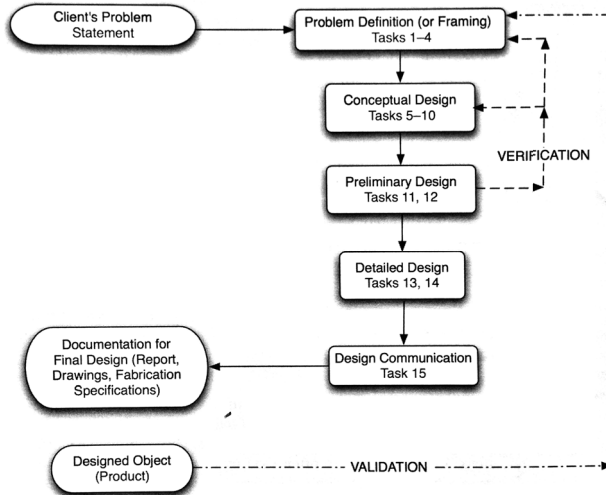 Client's Problem
Statement
Problem Definition (or Framing)
Tasks 1–4
Conceptual Design
Tasks 5–10
VERIFICATION
Preliminary Design
Tasks 11, 12
Detailed Design
Tasks 13, 14
Documentation for
Final Design (Report,
Drawings, Fabrication
Specifications)
Design Communication
Task 15
Designed Object
(Product)
VALIDATION